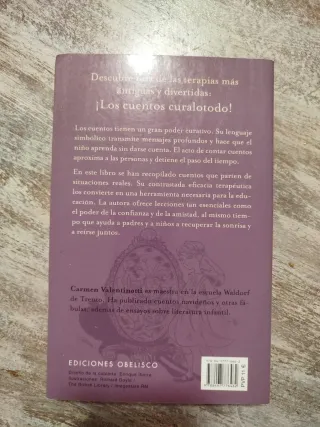 Descubre una de las terapias más
antiguas y divertidas:
¡Los cuentos curalotodo!
Los cuentos tienen un gran poder curativo. Su lenguaje
simbólico transmite mensajes profundos y hace que el
niño aprenda sin darse cuenta. El acto de contar cuentos
aproxima a las personas y detiene el paso del tiempo.
En este libro se han recopilado cuentos que parten de
situaciones reales. Su contrastada eficacia terapéutica
los convierte en una herramienta necesaria para la edu-
cación. La autora ofrece lecciones tan esenciales como
el poder de la confianza y de la amistad, al mismo tiem-
po que ayuda a padres y a niños a recuperar la sonrisa y
a reírse juntos.
Carmen Valentinotti es maestra en la escuela Waldorf
de Trento. Ha publicado cuentos navideños y otras fá-
bulas, además de ensayos sobre literatura infantil.
EDICIONES OBELISCO